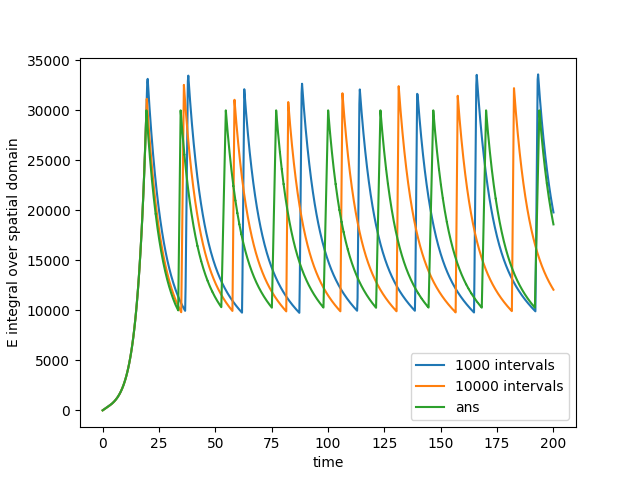 35000
30000
25000
20000
15000
10000
5000
0
E integral over spatial domain
0 25 50 75 100 125 150 175 200
time
1000 intervals
10000 intervals
ans